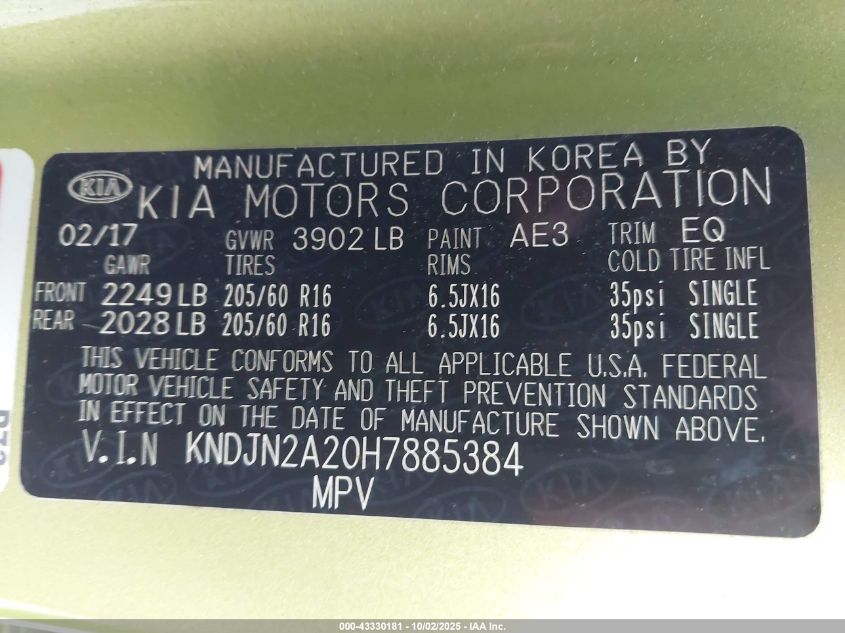 MANUFACTURED IN KOREA BY
KIA KIA MOTORS CORPORATION
02/17 GVWR 3902 LB PAINT AE3 TRIM EQ
GAWR TIRES RIMS COLD TIRE INFL
FRONT 2249 LB 205/60 R16 6.5JX16 35psi SINGLE
REAR 2028 LB 205/60 R16 6.5JX16 35psi SINGLE
THIS VEHICLE CONFORMS TO ALL APPLICABLE U.S.A. FEDERAL
MOTOR VEHICLE SAFETY AND THEFT PREVENTION STANDARDS
IN EFFECT ON THE DATE OF MANUFACTURE SHOWN ABOVE.
V.I.N KNDJN2A20H7885384
MPV
000-43330181 - 10/02/2025 - IAA Inc.